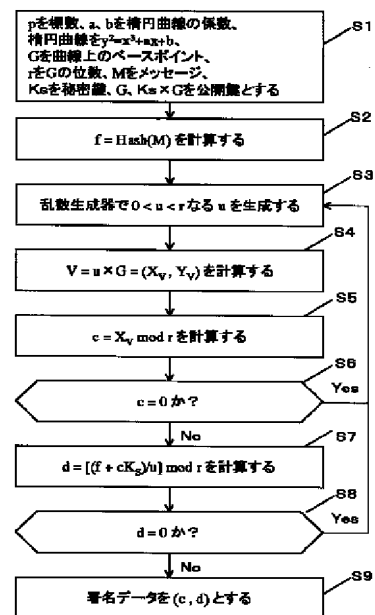 S1
pを標数、a、bを楕円曲線の係数、
楕円曲線をy²=x³+ax+b、
Gを曲線上のベースポイント、
rをGの位数、Mをメッセージ、
Ksを秘密鍵、G、Ks×Gを公開鍵とする
S2
f = Hash(M) を計算する
S3
乱数生成器で 0 < u < r なる u を生成する
S4
V = u × G = (X_V, Y_V) を計算する
S5
c = X_V mod r を計算する
S6
c = 0 か?
Yes
No
S7
d = [(f + cK_S)/u] mod r を計算する
S8
d = 0 か?
Yes
No
S9
署名データを (c, d) とする